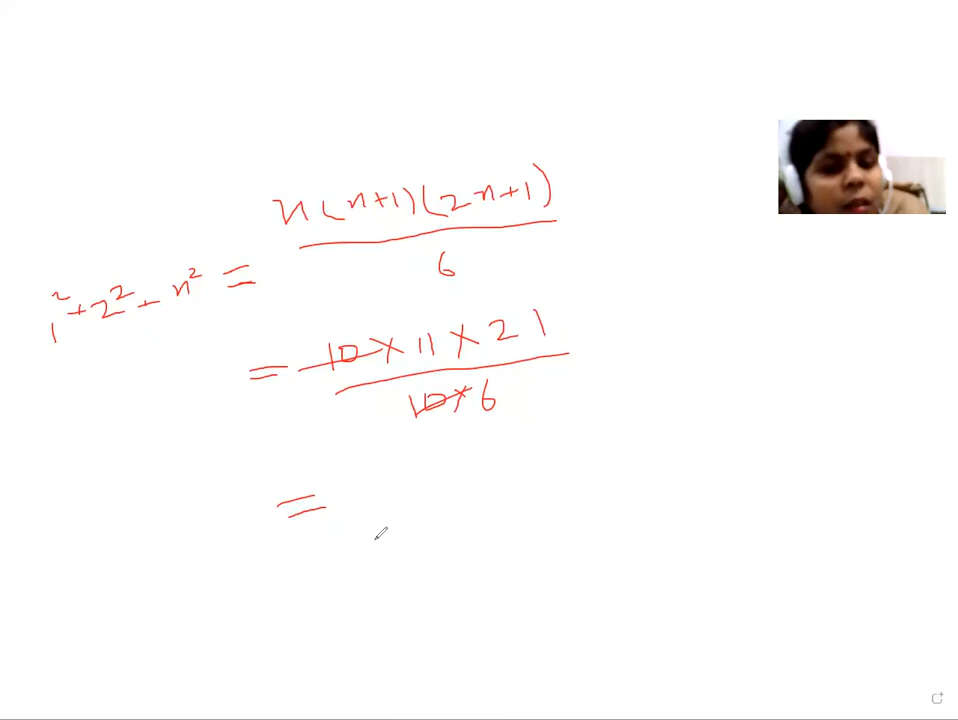 n(n+1)(2n+1)
1² + 2² + n² = 6
= 10 × 11 × 21
10 × 6
=